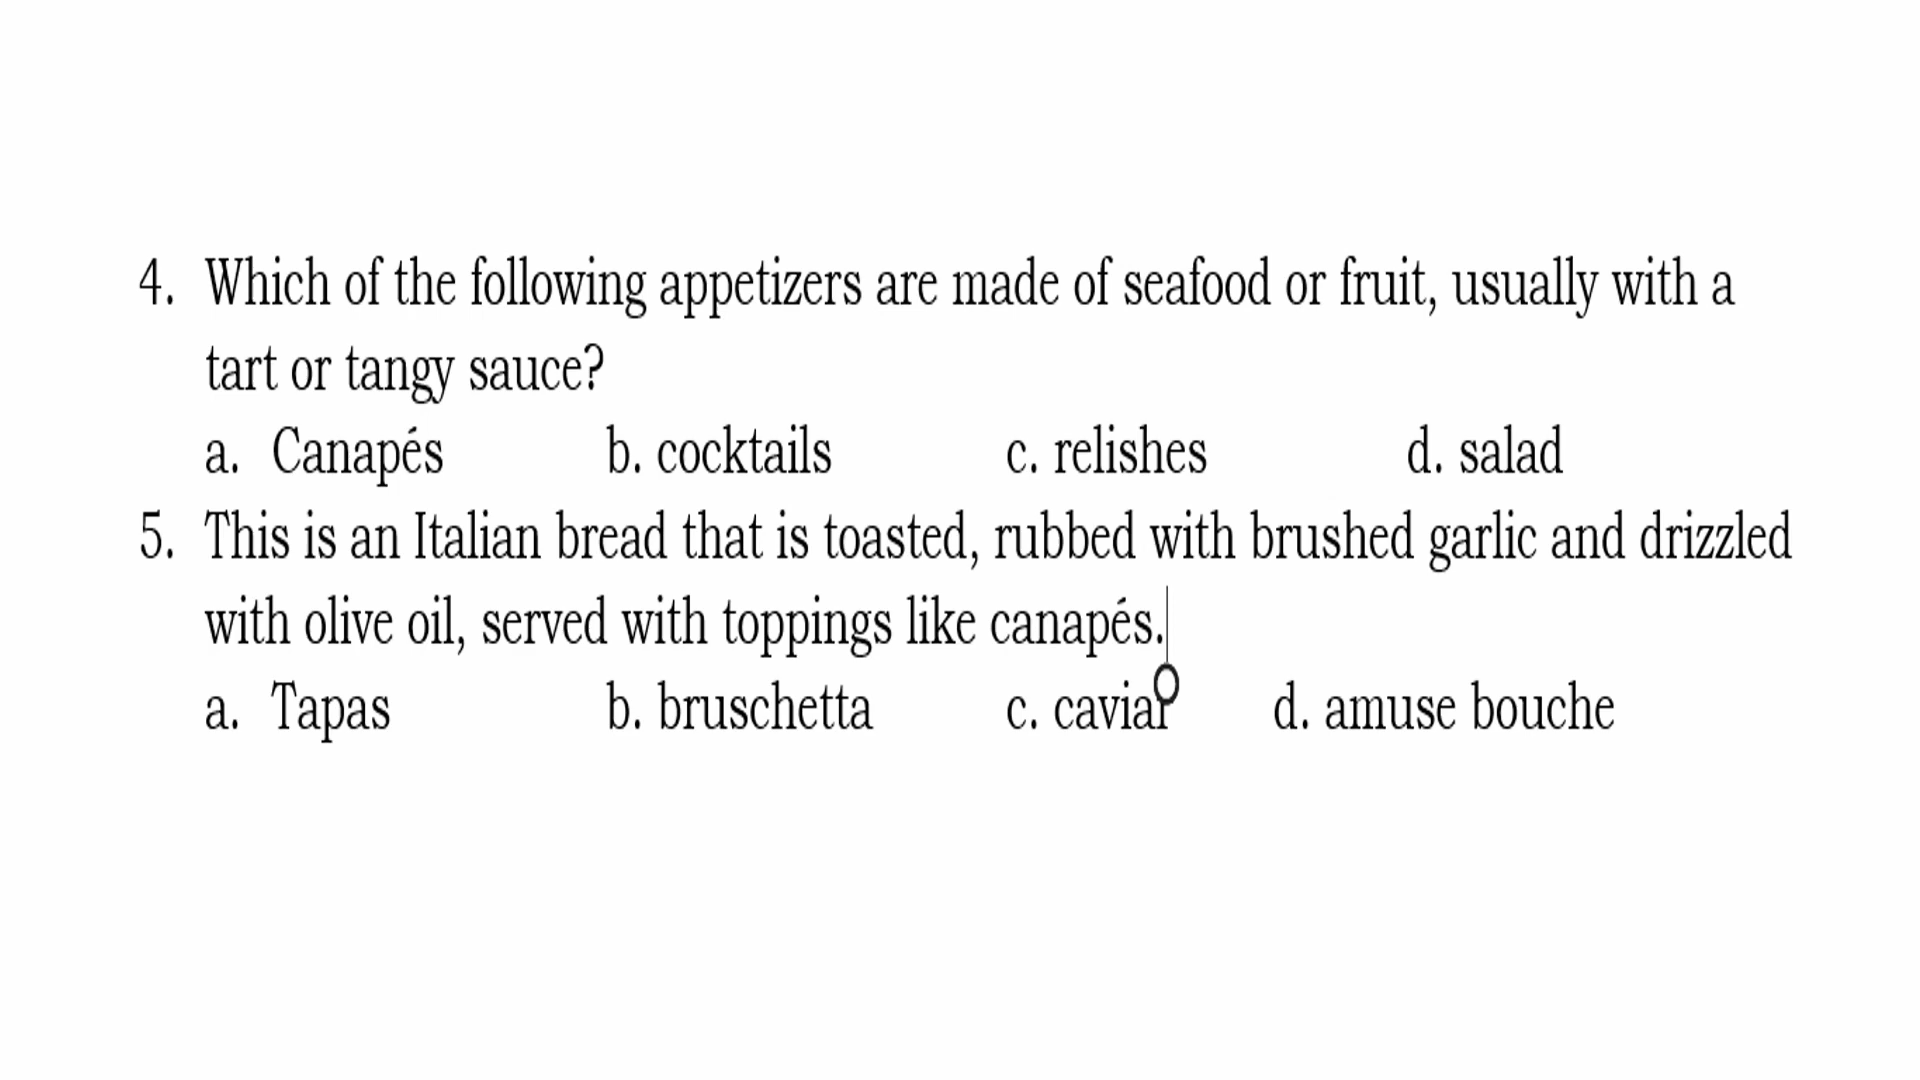 4. Which of the following appetizers are made of seafood or fruit, usually with a
tart or tangy sauce?
a. Canapés b. cocktails c. relishes d. salad
5. This is an Italian bread that is toasted, rubbed with brushed garlic and drizzled
with olive oil, served with toppings like canapés.
a. Tapas b. bruschetta c. caviar d. amuse bouche